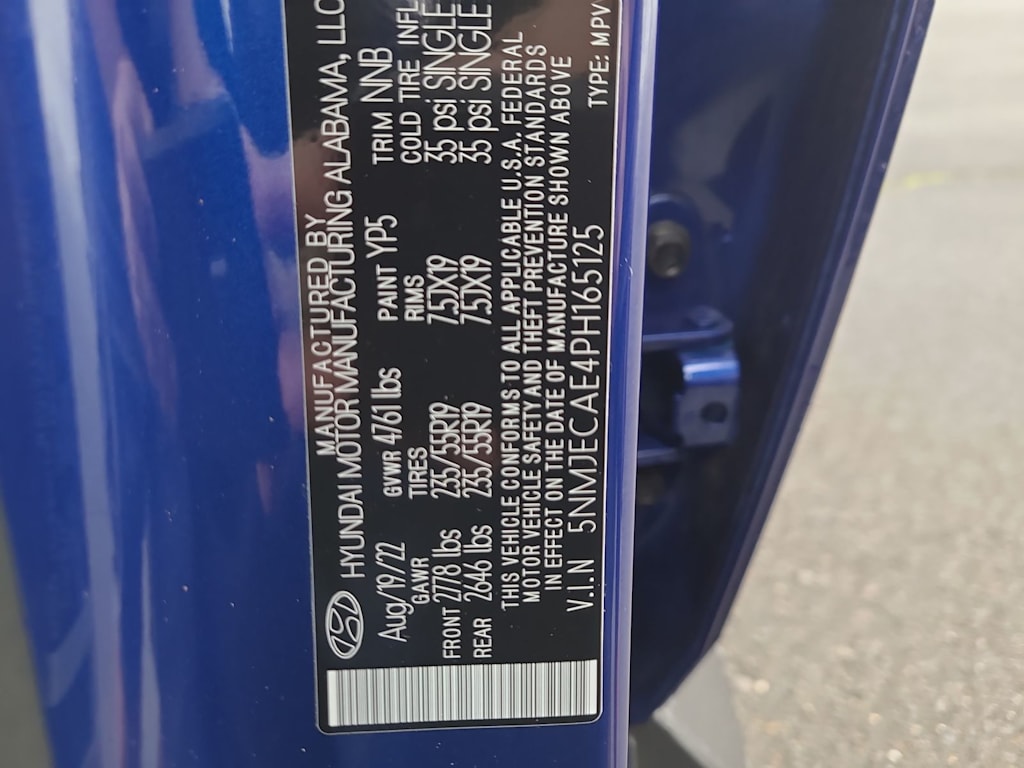 MANUFACTURED BY
HYUNDAI MOTOR MANUFACTURING ALABAMA, LLC
Aug/19/22 GVWR 4761 lbs PAINT YP5 TRIM NNB
GAWR TIRES RIMS COLD TIRE INFL
FRONT 2778 lbs 235/55R19 7.5JX19 35 psi SINGLE
REAR 2646 lbs 235/55R19 7.5JX19 35 psi SINGLE
THIS VEHICLE CONFORMS TO ALL APPLICABLE U.S.A. FEDERAL
MOTOR VEHICLE SAFETY AND THEFT PREVENTION STANDARDS
IN EFFECT ON THE DATE OF MANUFACTURE SHOWN ABOVE
V.I.N 5NMJECAE4PH165125 TYPE: MPV